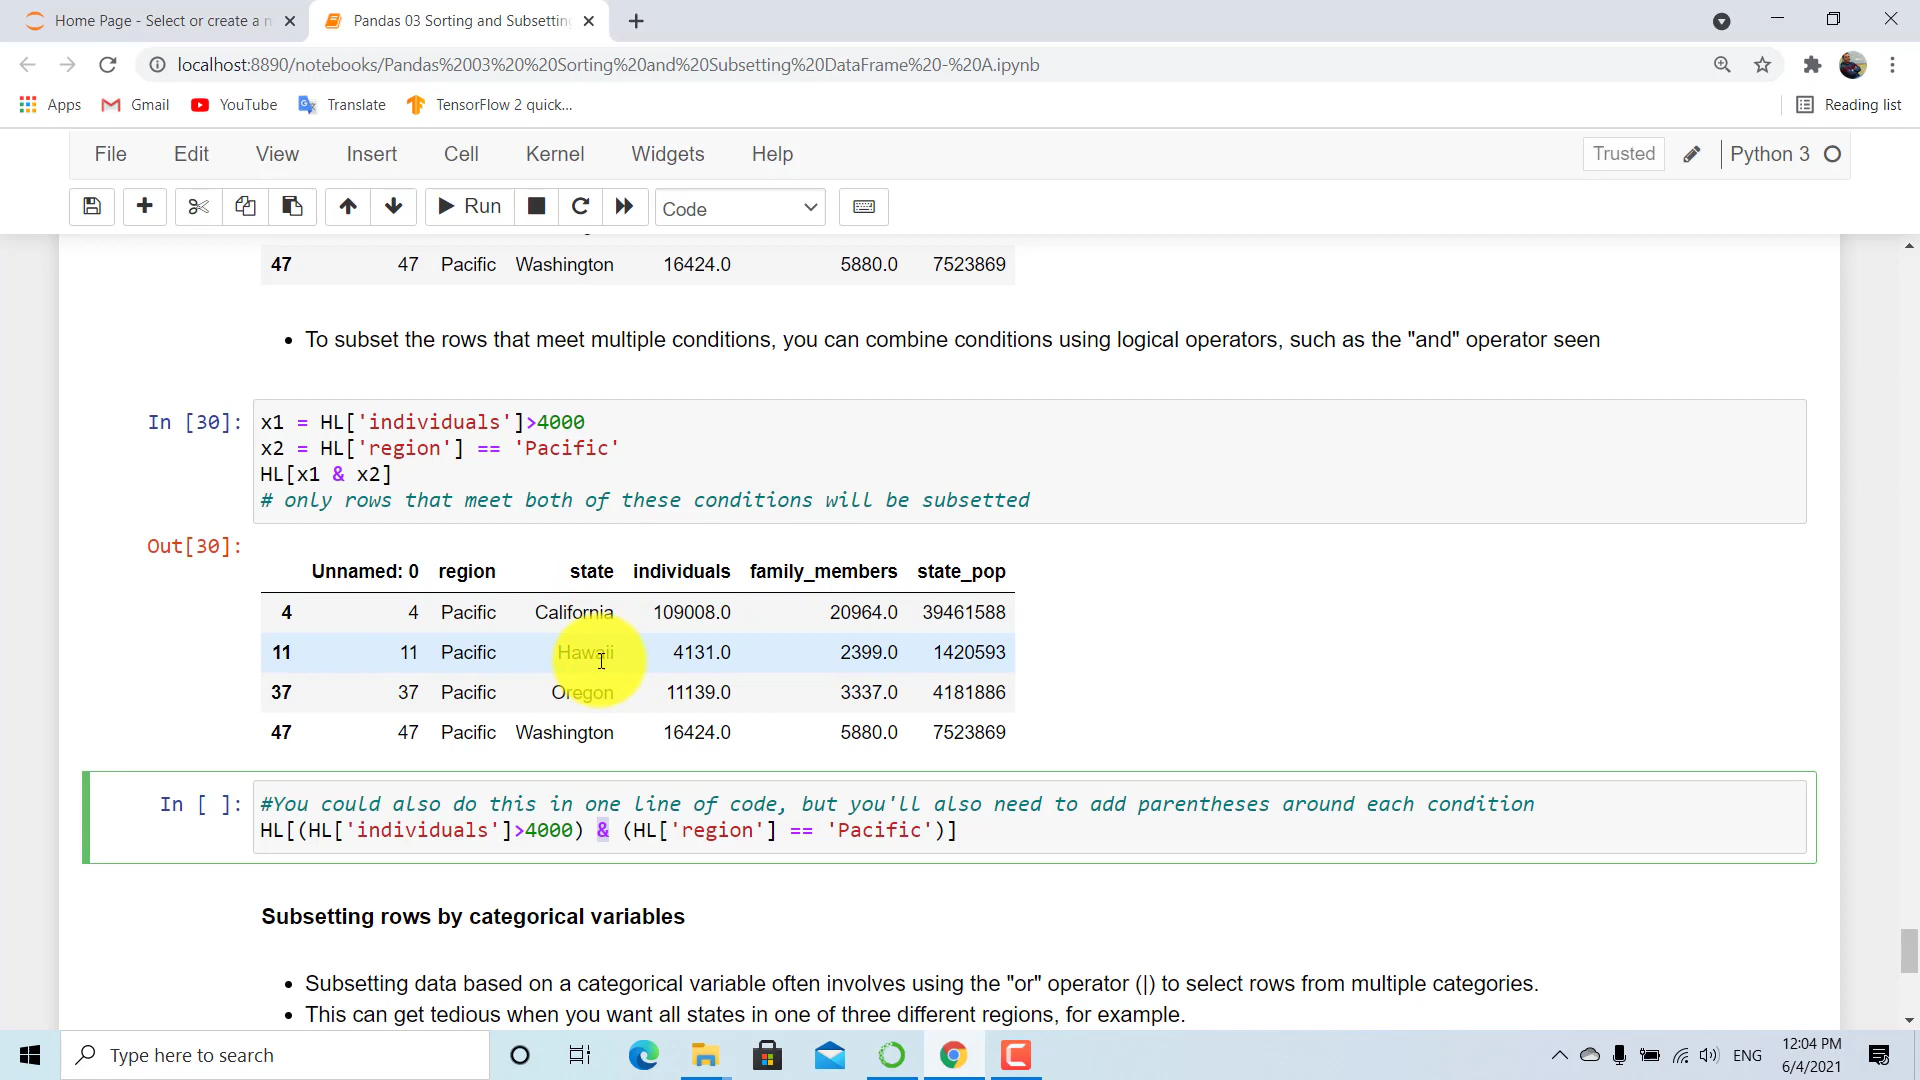 Home Page - Select or create a n
Pandas 03 Sorting and Subsetting
localhost:8890/notebooks/Pandas%2003%20%20Sorting%20and%20Subsetting%20DataFrame%20-%20A.ipynb
Apps Gmail YouTube Translate TensorFlow 2 quick... Reading list
File Edit View Insert Cell Kernel Widgets Help Trusted Python 3
Run Code
47 47 Pacific Washington 16424.0 5880.0 7523869
• To subset the rows that meet multiple conditions, you can combine conditions using logical operators, such as the "and" operator seen
In [30]: x1 = HL['individuals']>4000
x2 = HL['region'] == 'Pacific'
HL[x1 & x2]
# only rows that meet both of these conditions will be subsetted
Out[30]:
Unnamed: 0 region state individuals family_members state_pop
4 4 Pacific California 109008.0 20964.0 39461588
11 11 Pacific Hawaii 4131.0 2399.0 1420593
37 37 Pacific Oregon 11139.0 3337.0 4181886
47 47 Pacific Washington 16424.0 5880.0 7523869
In [ ]: #You could also do this in one line of code, but you'll also need to add parentheses around each condition
HL[(HL['individuals']>4000) & (HL['region'] == 'Pacific')]
Subsetting rows by categorical variables
• Subsetting data based on a categorical variable often involves using the "or" operator (|) to select rows from multiple categories.
• This can get tedious when you want all states in one of three different regions, for example.
Type here to search
ENG
12:04 PM
6/4/2021